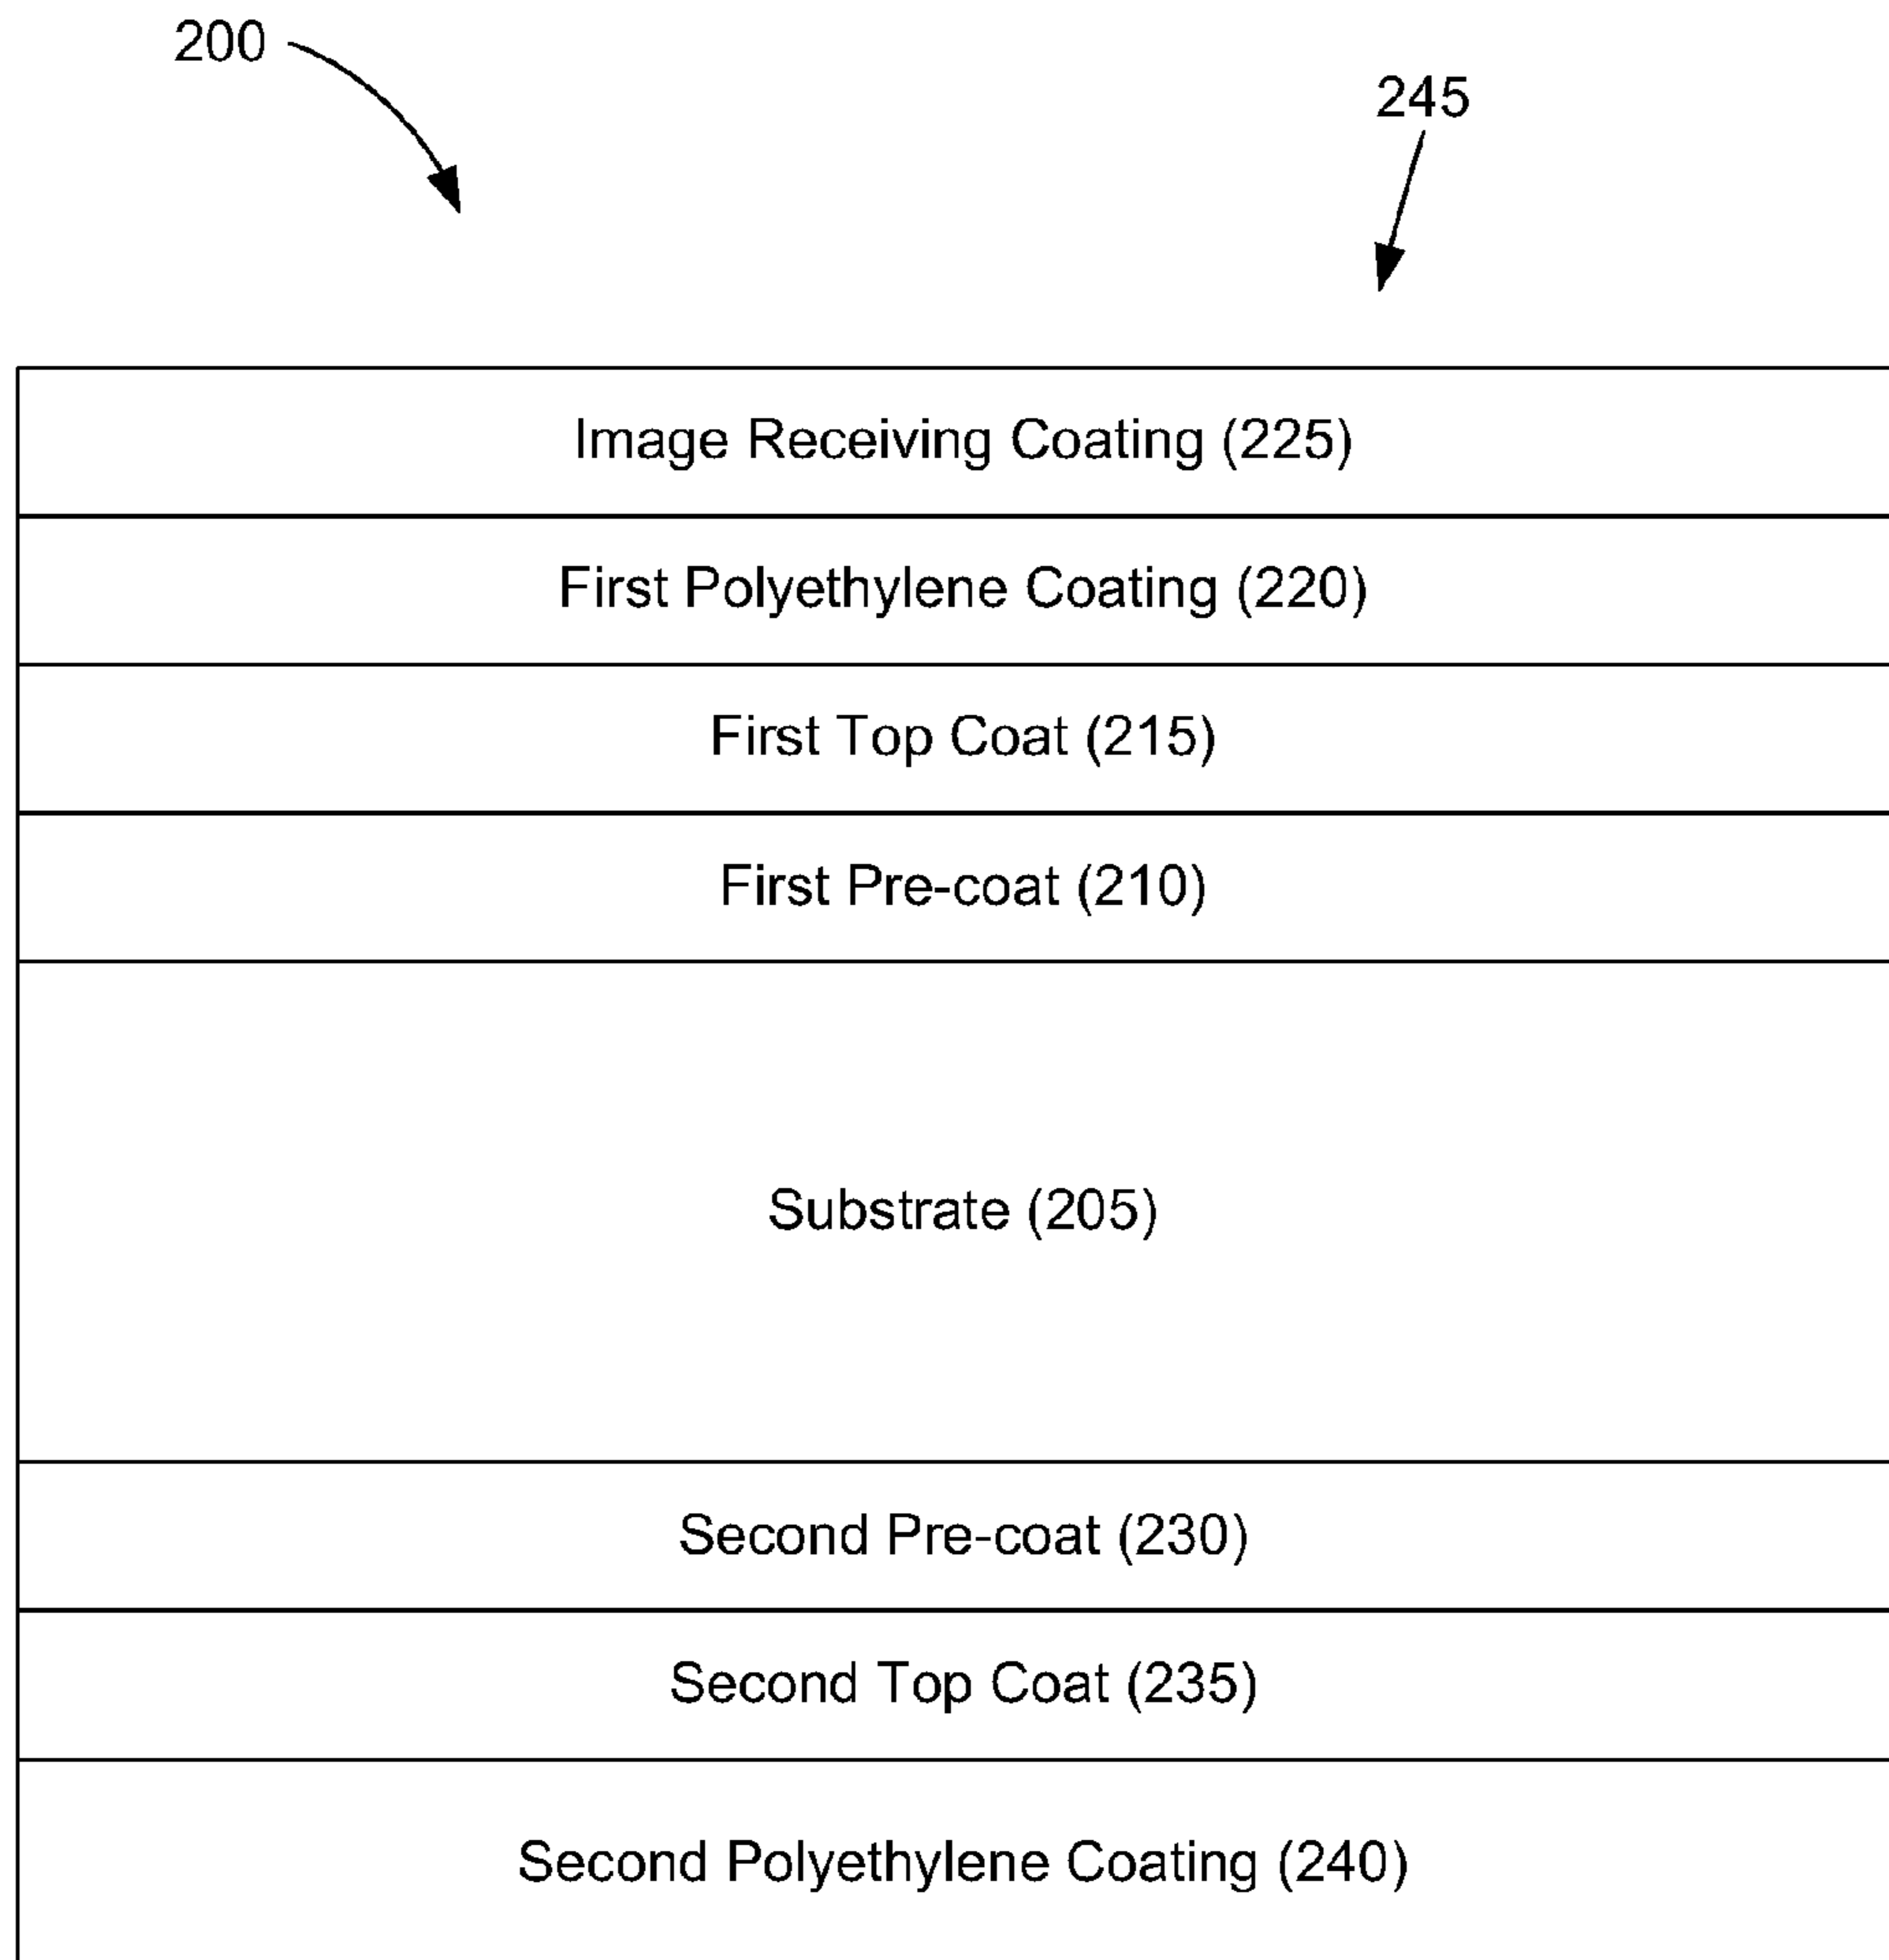 200
245
Image Receiving Coating (225)
First Polyethylene Coating (220)
First Top Coat (215)
First Pre-coat (210)
Substrate (205)
Second Pre-coat (230)
Second Top Coat (235)
Second Polyethylene Coating (240)